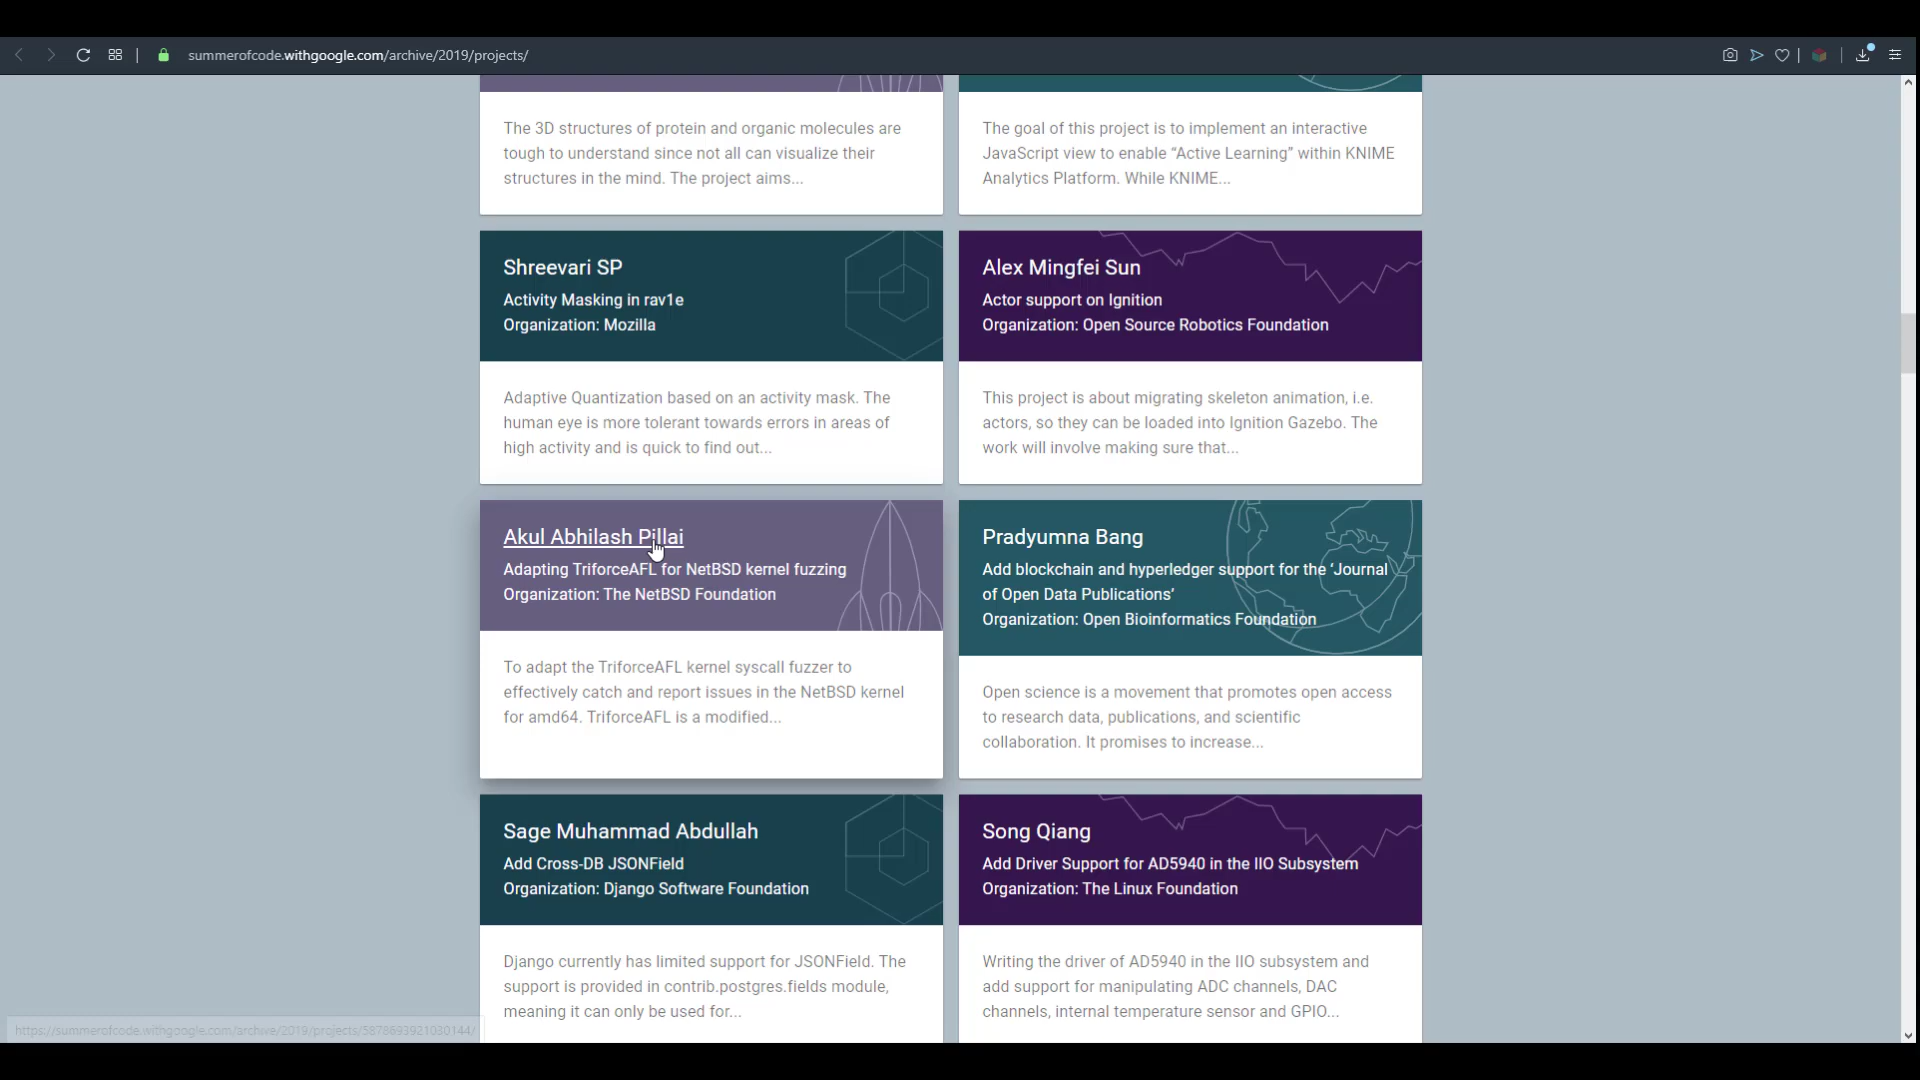 summerofcode.withgoogle.com/archive/2019/projects/
The 3D structures of protein and organic molecules are
tough to understand since not all can visualize their
structures in the mind. The project aims...
The goal of this project is to implement an interactive
JavaScript view to enable “Active Learning” within KNIME
Analytics Platform. While KNIME...
Shreevari SP
Activity Masking in rav1e
Organization: Mozilla
Adaptive Quantization based on an activity mask. The
human eye is more tolerant towards errors in areas of
high activity and is quick to find out...
Alex Mingfei Sun
Actor support on Ignition
Organization: Open Source Robotics Foundation
This project is about migrating skeleton animation, i.e.
actors, so they can be loaded into Ignition Gazebo. The
work will involve making sure that...
Akul Abhilash Pillai
Adapting TriforceAFL for NetBSD kernel fuzzing
Organization: The NetBSD Foundation
To adapt the TriforceAFL kernel syscall fuzzer to
effectively catch and report issues in the NetBSD kernel
for amd64. TriforceAFL is a modified...
Pradyumna Bang
Add blockchain and hyperledger support for the ‘Journal
of Open Data Publications’
Organization: Open Bioinformatics Foundation
Open science is a movement that promotes open access
to research data, publications, and scientific
collaboration. It promises to increase...
Sage Muhammad Abdullah
Add Cross-DB JSONField
Organization: Django Software Foundation
Django currently has limited support for JSONField. The
support is provided in contrib.postgres.fields module,
meaning it can only be used for...
Song Qiang
Add Driver Support for AD5940 in the IIO Subsystem
Organization: The Linux Foundation
Writing the driver of AD5940 in the IIO subsystem and
add support for manipulating ADC channels, DAC
channels, internal temperature sensor and GPIO...
https://summerofcode.withgoogle.com/archive/2019/projects/5878693921030144/